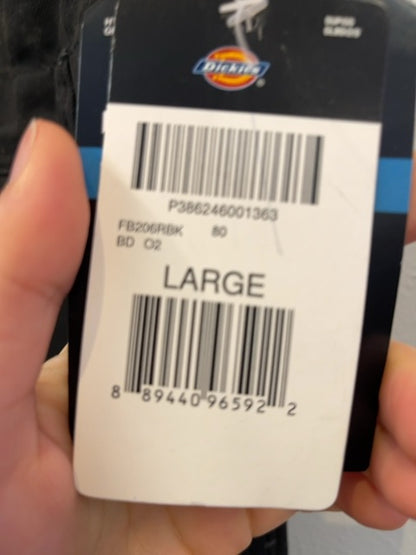 Dickies
P386246001363
FB206RBK 80
BD O2
LARGE
8 89440 96592 2